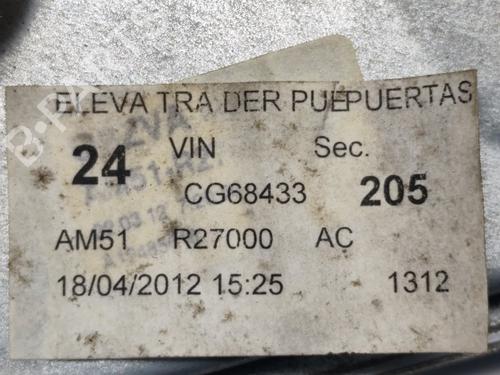 ELEVA TRA DER PUEPUERTAS
24 VIN Sec.
CG68433 205
AM51 R27000 AC
18/04/2012 15:25 1312